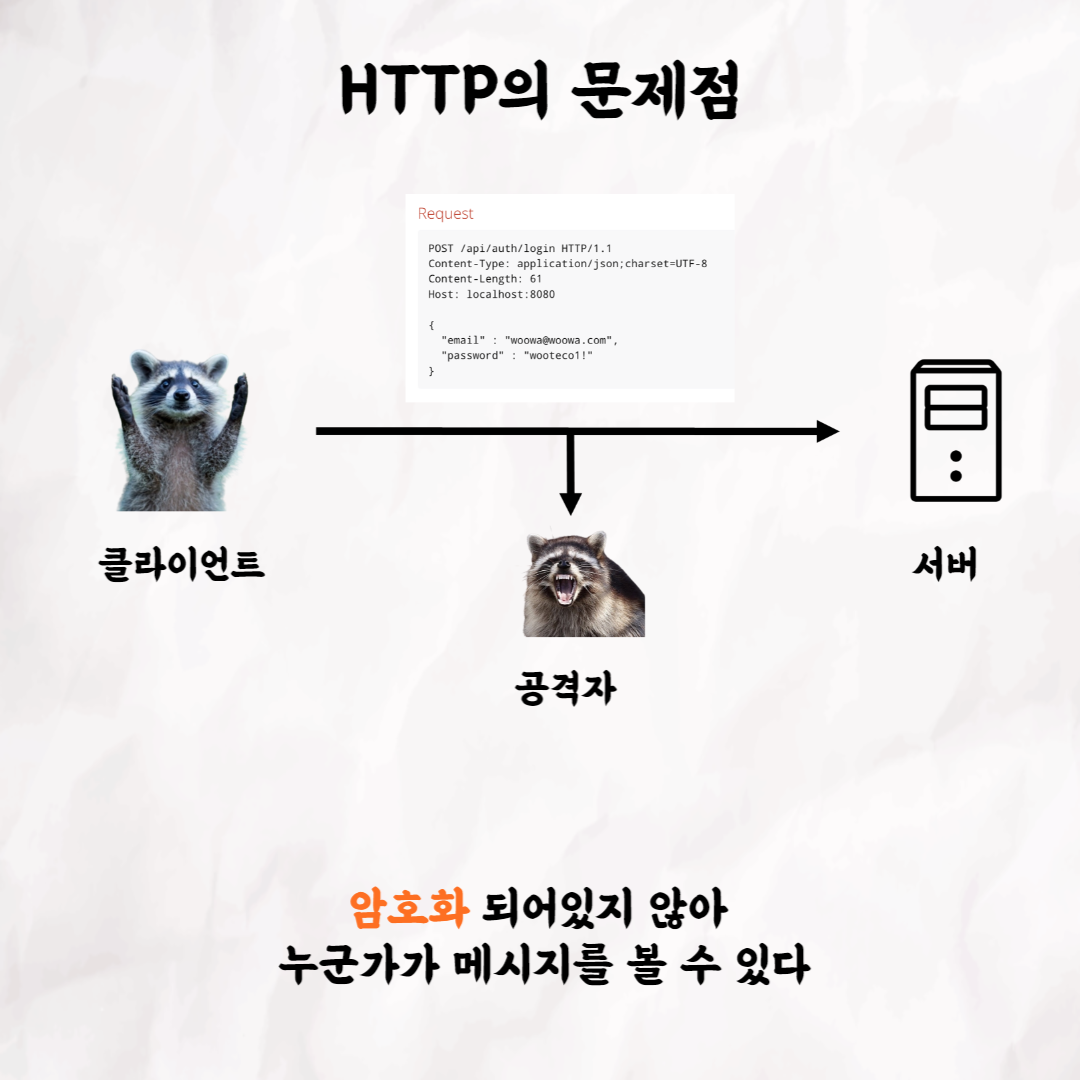 HTTP의 문제점
Request
POST /api/auth/login HTTP/1.1
Content-Type: application/json;charset=UTF-8
Content-Length: 61
Host: localhost:8080
{
"email" : "woowa@woowa.com",
"password" : "wooteco1!"
}
클라이언트
서버
공격자
암호화 되어있지 않아
누군가가 메시지를 볼 수 있다